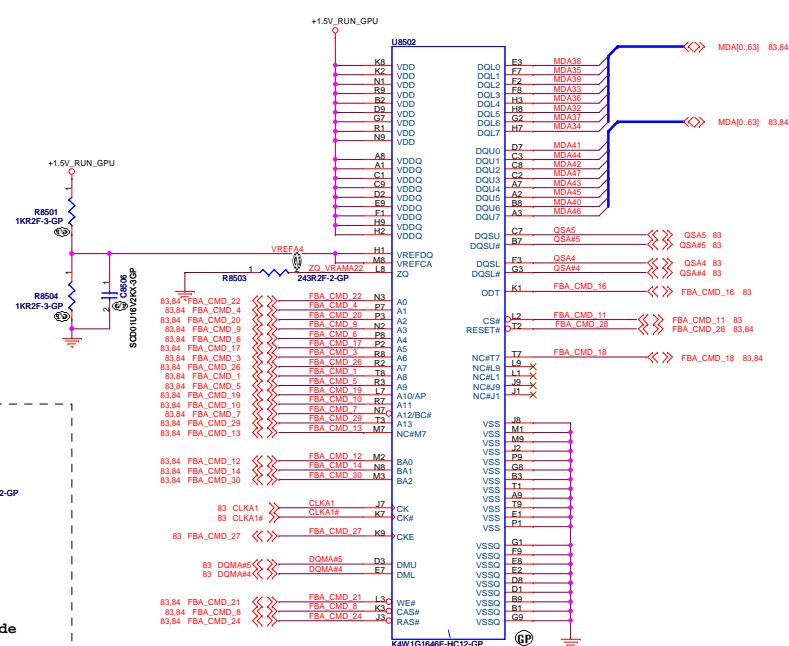 +1.5V_RUN_GPU
U8502
K8 VDD
K2 VDD
N1 VDD
R9 VDD
B2 VDD
D9 VDD
G7 VDD
R1 VDD
N9 VDD
A8 VDDQ
A1 VDDQ
C1 VDDQ
C9 VDDQ
D2 VDDQ
E9 VDDQ
F1 VDDQ
H9 VDDQ
H2 VDDQ
DQL0 E3 MDA38
DQL1 F7 MDA35
DQL2 F2 MDA39
DQL3 F8 MDA33
DQL4 H3 MDA36
DQL5 H8 MDA32
DQL6 G2 MDA37
DQL7 H7 MDA34
MDA[0..63] 83,84
MDA[0..63] 83,84
DQU0 D7 MDA41
DQU1 C3 MDA44
DQU2 C8 MDA42
DQU3 C2 MDA47
DQU4 A7 MDA43
DQU5 A2 MDA45
DQU6 B8 MDA40
DQU7 A3 MDA46
DQSU C7 QSA5 QSA5 83
DQSU# B7 QSA#5 QSA#5 83
DQSL F3 QSA4 QSA4 83
DQSL# G3 QSA#4 QSA#4 83
ODT K1 FBA_CMD_16 FBA_CMD_16 83
CS# L2 FBA_CMD_11 FBA_CMD_11 83
RESET# T2 FBA_CMD_28 FBA_CMD_28 83,84
NC#T7 T7 FBA_CMD_18 FBA_CMD_18 83,84
NC#L9 L9
NC#L1 L1
NC#J9 J9
NC#J1 J1
+1.5V_RUN_GPU
1
R8501
1KR2F-3-GP
2
VREFA4
H1 VREFDQ
M8 VREFCA
R8503 1 2 ZQ_VRAMA22 L8 ZQ
243R2F-2-GP
R8504
1KR2F-3-GP
1
2
C8506
SCD01U16V2KX-3GP
1
2
83,84 FBA_CMD_22 FBA_CMD_22 N3 A0
83,84 FBA_CMD_4 FBA_CMD_4 P7 A1
83,84 FBA_CMD_20 FBA_CMD_20 P3 A2
83,84 FBA_CMD_9 FBA_CMD_9 N2 A3
83,84 FBA_CMD_6 FBA_CMD_6 P8 A4
83,84 FBA_CMD_17 FBA_CMD_17 P2 A5
83,84 FBA_CMD_3 FBA_CMD_3 R8 A6
83,84 FBA_CMD_26 FBA_CMD_26 R2 A7
83,84 FBA_CMD_1 FBA_CMD_1 T8 A8
83,84 FBA_CMD_5 FBA_CMD_5 R3 A9
83,84 FBA_CMD_19 FBA_CMD_19 L7 A10/AP
83,84 FBA_CMD_10 FBA_CMD_10 R7 A11
83,84 FBA_CMD_7 FBA_CMD_7 N7 A12/BC#
83,84 FBA_CMD_29 FBA_CMD_29 T3 A13
83,84 FBA_CMD_13 FBA_CMD_13 M7 NC#M7
83,84 FBA_CMD_12 FBA_CMD_12 M2 BA0
83,84 FBA_CMD_14 FBA_CMD_14 N8 BA1
83,84 FBA_CMD_30 FBA_CMD_30 M3 BA2
83 CLKA1 CLKA1 J7 CK
83 CLKA1# CLKA1# K7 CK#
83 FBA_CMD_27 FBA_CMD_27 K9 CKE
83 DQMA#5 DQMA#5 D3 DMU
83 DQMA#4 DQMA#4 E7 DML
83,84 FBA_CMD_21 FBA_CMD_21 L3 WE#
83,84 FBA_CMD_8 FBA_CMD_8 K3 CAS#
83,84 FBA_CMD_24 FBA_CMD_24 J3 RAS#
VSS J8
VSS M1
VSS M9
VSS J2
VSS P9
VSS G8
VSS B3
VSS T1
VSS A9
VSS T9
VSS E1
VSS P1
VSSQ G1
VSSQ F9
VSSQ E8
VSSQ E2
VSSQ D8
VSSQ D1
VSSQ B9
VSSQ B1
VSSQ G9
K4W1G1646E-HC12-GP
GP
2-GP
de